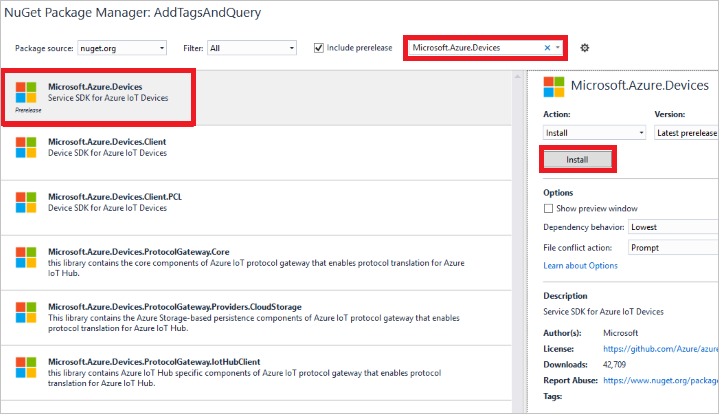 NuGet Package Manager: AddTagsAndQuery
Package source: nuget.org Filter: All Include prerelease Microsoft.Azure.Devices
Microsoft.Azure.Devices
Service SDK for Azure IoT Devices
Prerelease
Microsoft.Azure.Devices.Client
Device SDK for Azure IoT Devices
Microsoft.Azure.Devices.Client.PCL
Device SDK for Azure IoT Devices
Microsoft.Azure.Devices.ProtocolGateway.Core
this library contains the core components of Azure IoT protocol gateway that enables protocol translation for Azure
IoT Hub.
Microsoft.Azure.Devices.ProtocolGateway.Providers.CloudStorage
This library contains the Azure Storage-based persistence components of Azure IoT protocol gateway that enables
protocol translation for Azure IoT Hub.
Microsoft.Azure.Devices.ProtocolGateway.IotHubClient
this library contains Azure IoT Hub specific components of Azure IoT protocol gateway that enables protocol
translation for Azure IoT Hub.
Microsoft.Azure.Devices
Action: Version:
Install Latest prerelease
Install
Options
Show preview window
Dependency behavior: Lowest
File conflict action: Prompt
Learn about Options
Description
Service SDK for Azure IoT Devices
Author(s): Microsoft
License: https://github.com/Azure/azure
Downloads: 42,709
Report Abuse: https://www.nuget.org/package
Tags: